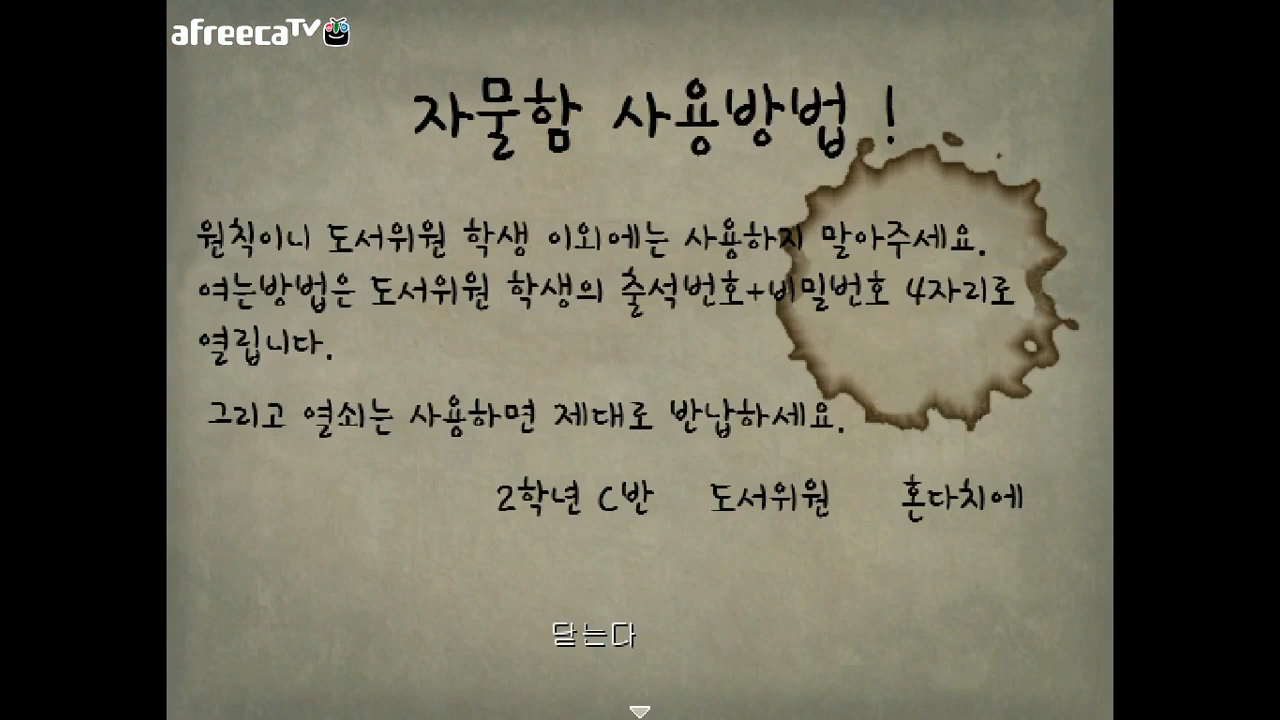 afreecaTV
자물함 사용방법 !
원칙이니 도서위원 학생 이외에는 사용하지 말아주세요.
여는방법은 도서위원 학생의 출석번호+비밀번호 4자리로
열립니다.
그리고 열쇠는 사용하면 제대로 반납하세요.
2학년 C반 도서위원 혼다치에
닫는다